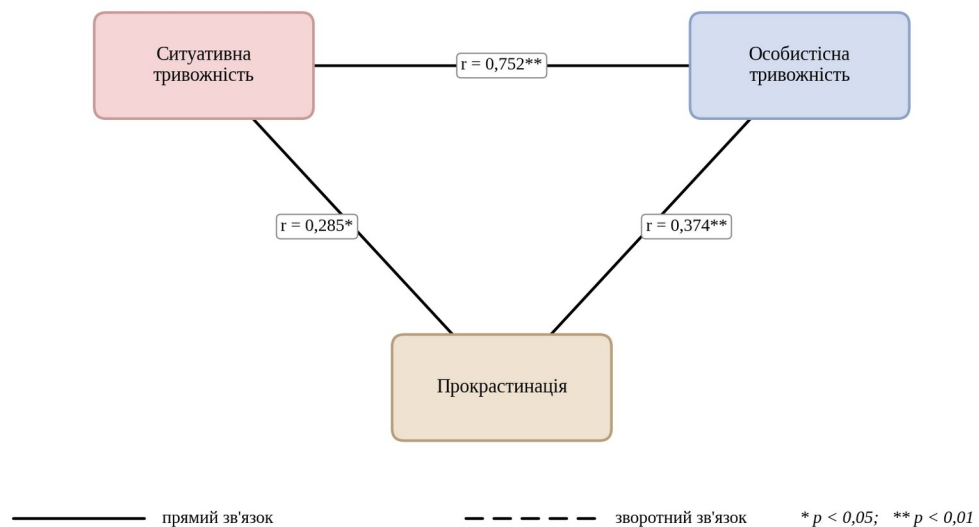 Ситуативна
тривожність
r = 0,752**
Особистісна
тривожність
r = 0,285*
r = 0,374**
Прокрастинація
прямий зв'язок
зворотний зв'язок
* p < 0,05; ** p < 0,01